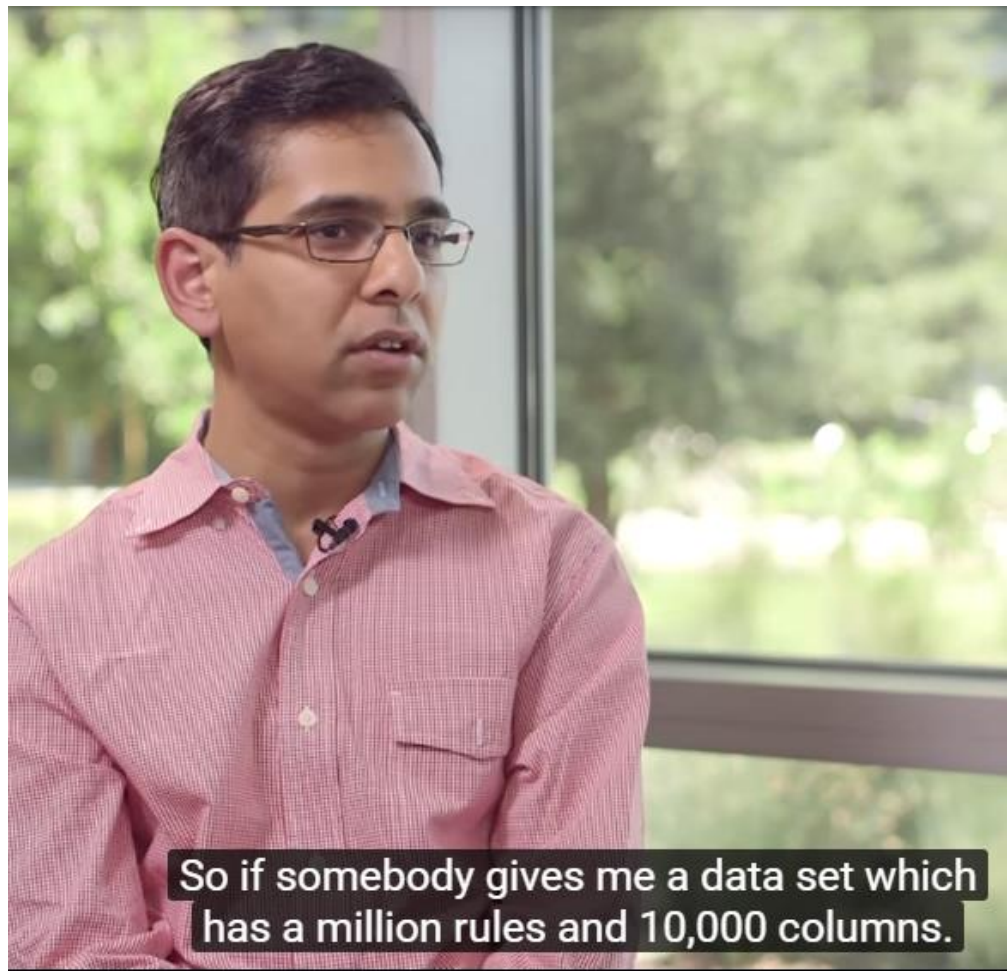 So if somebody gives me a data set which
has a million rules and 10,000 columns.